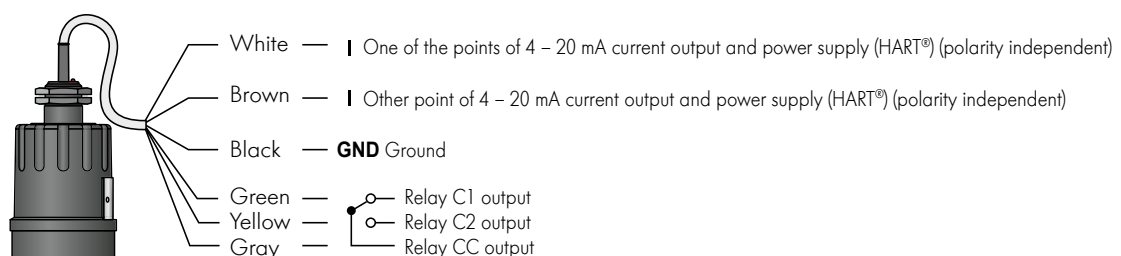 White — I One of the points of 4 – 20 mA current output and power supply (HART®) (polarity independent)
Brown — I Other point of 4 – 20 mA current output and power supply (HART®) (polarity independent)
Black — GND Ground
Green — Relay C1 output
Yellow — Relay C2 output
Gray — Relay CC output